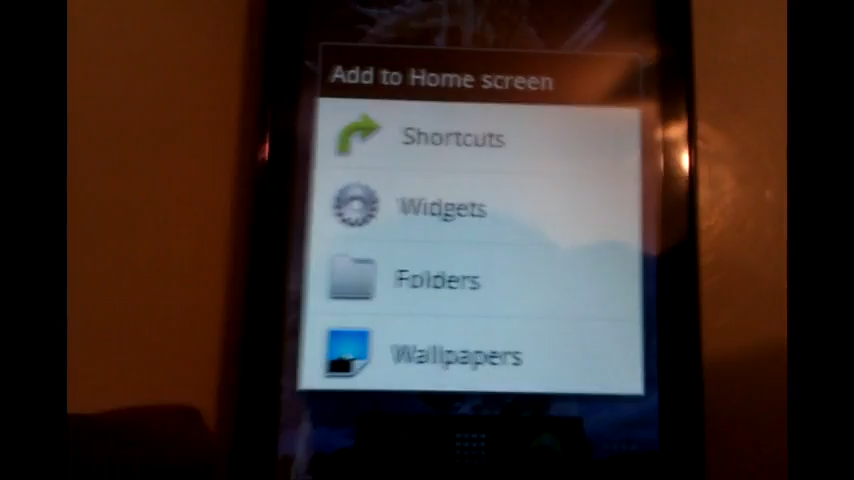 Add to Home screen
Shortcuts
Widgets
Folders
Wallpapers